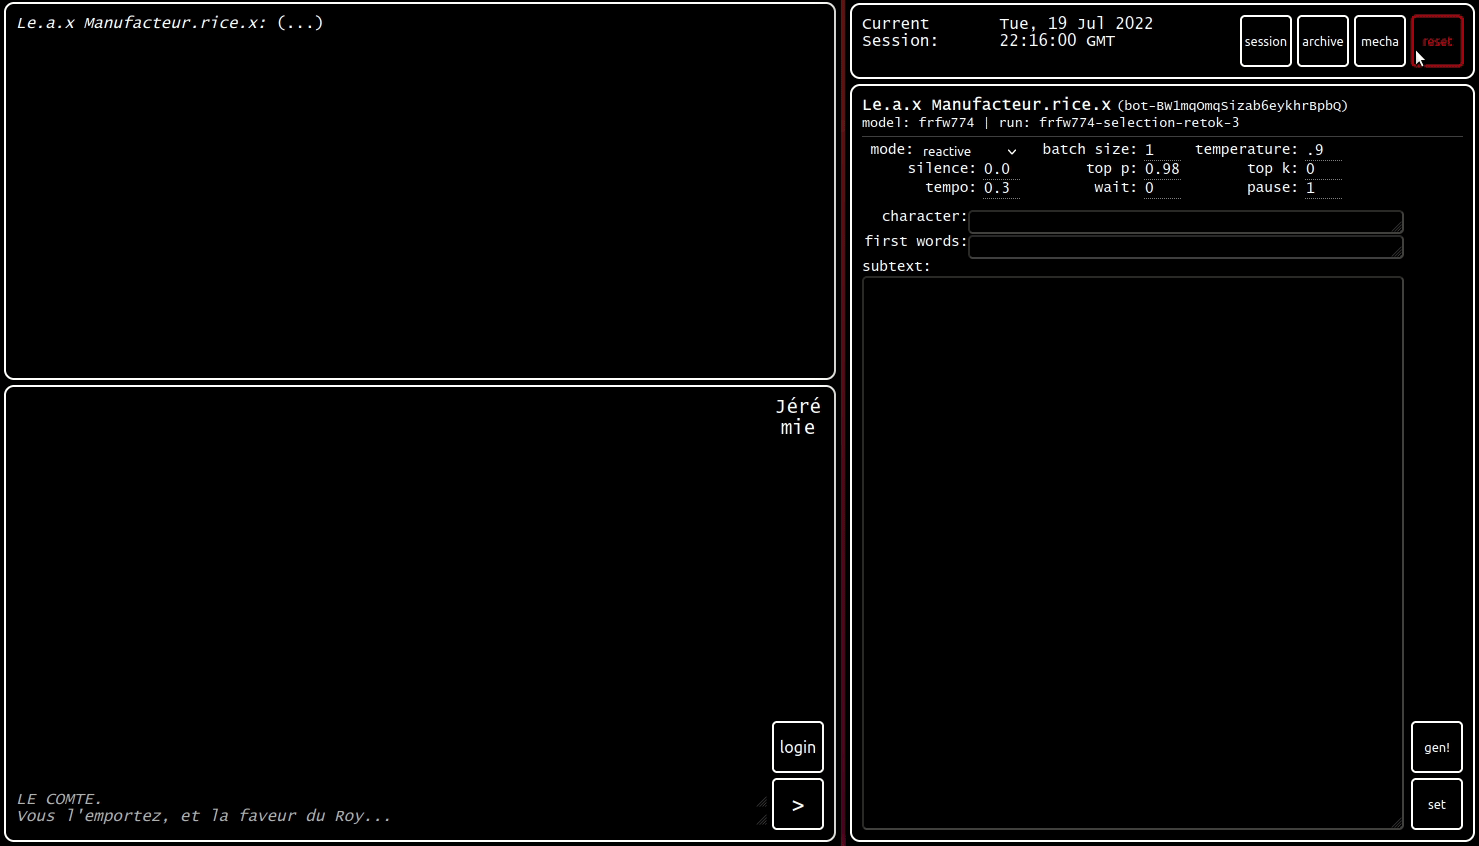 Le.a.x Manufacteur.rice.x: (...)
Jéré
mie
login
LE COMTE.
Vous l'emportez, et la faveur du Roy...
>
Current Session:
Tue, 19 Jul 2022
22:16:00 GMT
session
archive
mecha
reset
Le.a.x Manufacteur.rice.x (bot-BW1mqOmqSizab6eykhrBpbQ)
model: frfw774 | run: frfw774-selection-retok-3
mode: reactive batch size: 1 temperature: .9
silence: 0.0 top p: 0.98 top k: 0
tempo: 0.3 wait: 0 pause: 1
character:
first words:
subtext:
gen!
set